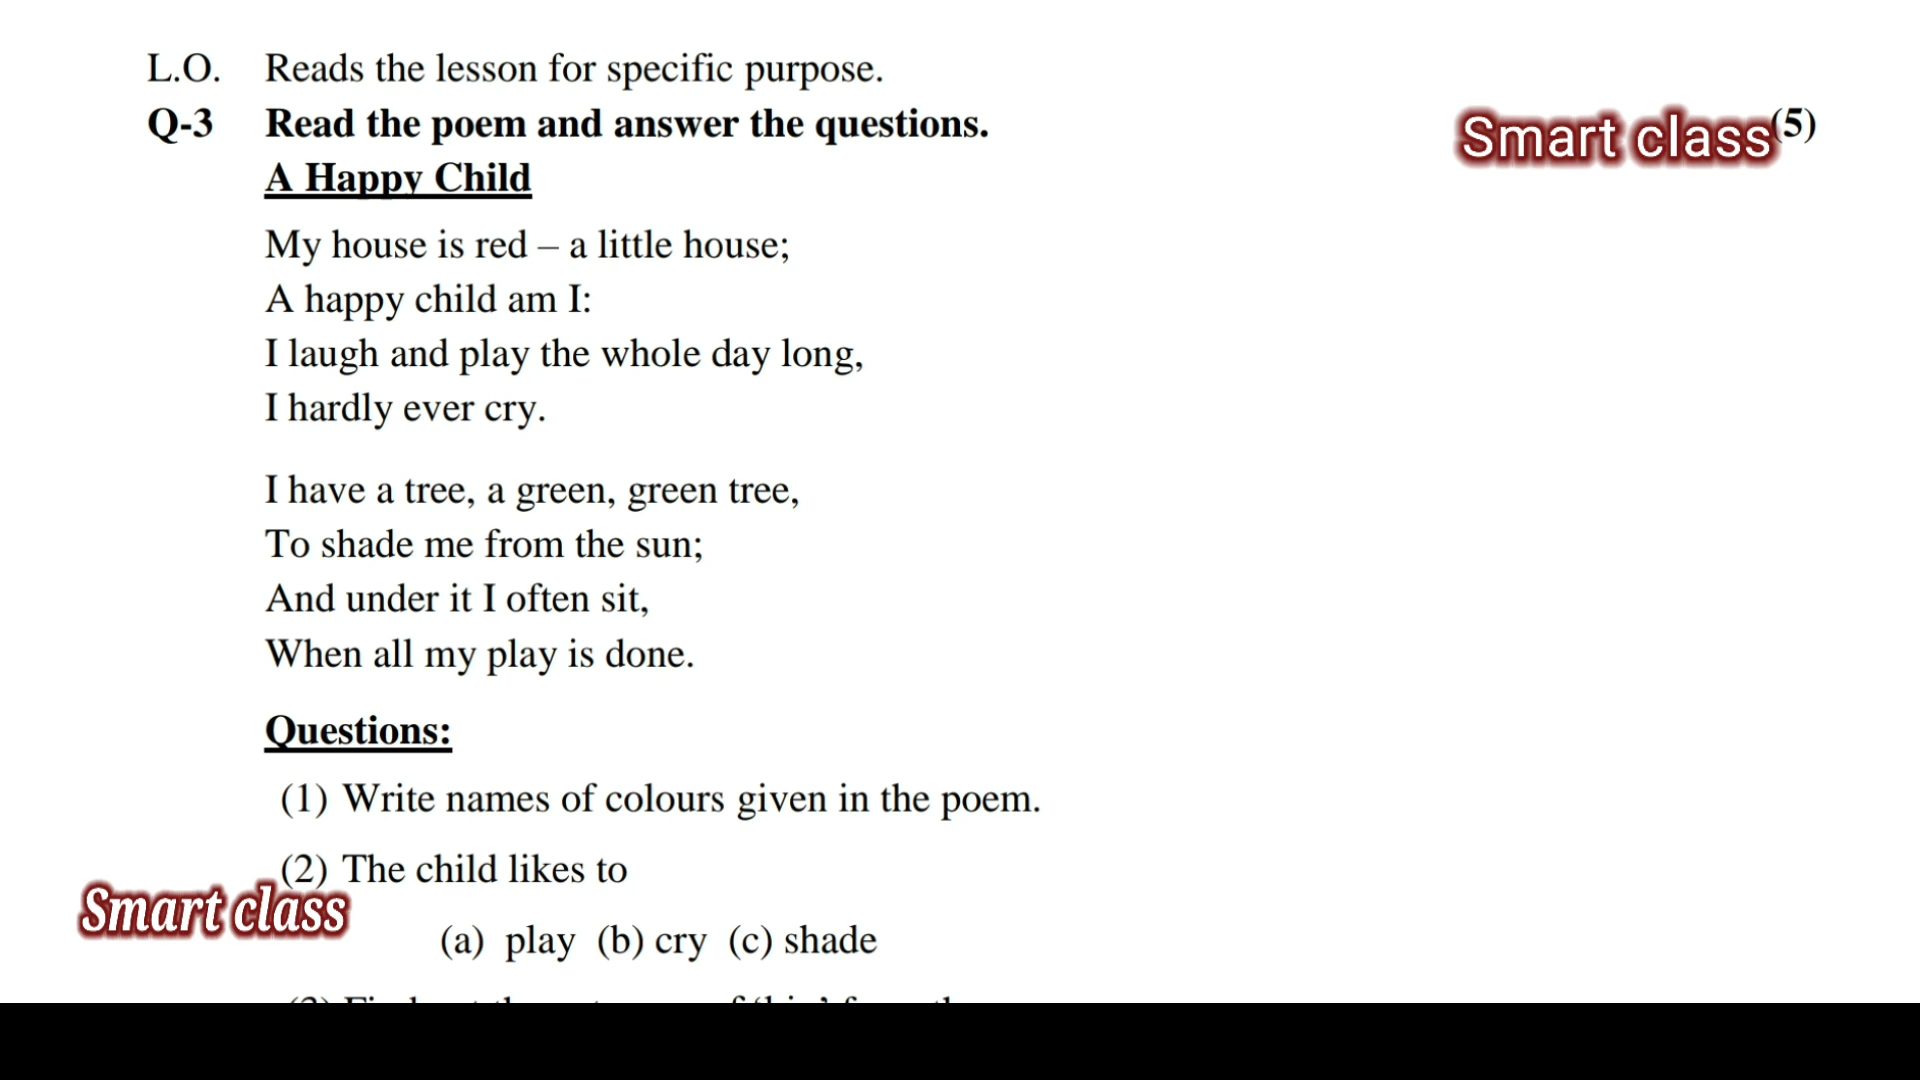 L.O. Reads the lesson for specific purpose.
Q-3 Read the poem and answer the questions. (5)
Smart class
A Happy Child
My house is red – a little house;
A happy child am I:
I laugh and play the whole day long,
I hardly ever cry.
I have a tree, a green, green tree,
To shade me from the sun;
And under it I often sit,
When all my play is done.
Questions:
(1) Write names of colours given in the poem.
(2) The child likes to
Smart class
(a) play (b) cry (c) shade